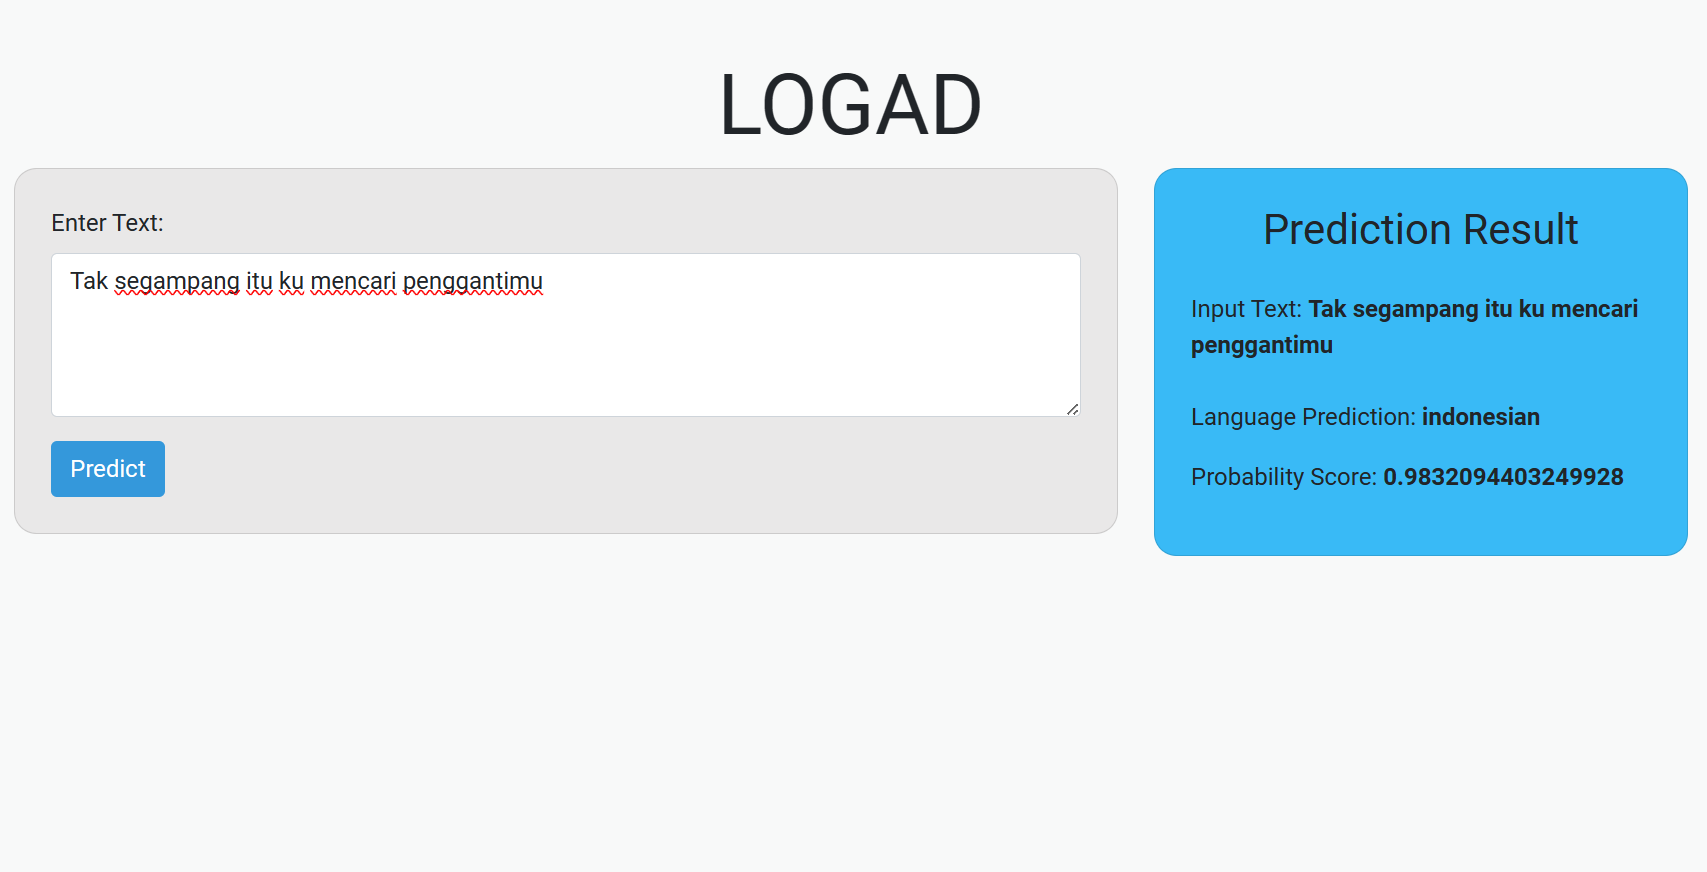 LOGAD
Enter Text:
Tak segampang itu ku mencari penggantimu
Predict
Prediction Result
Input Text: Tak segampang itu ku mencari
penggantimu
Language Prediction: indonesian
Probability Score: 0.9832094403249928